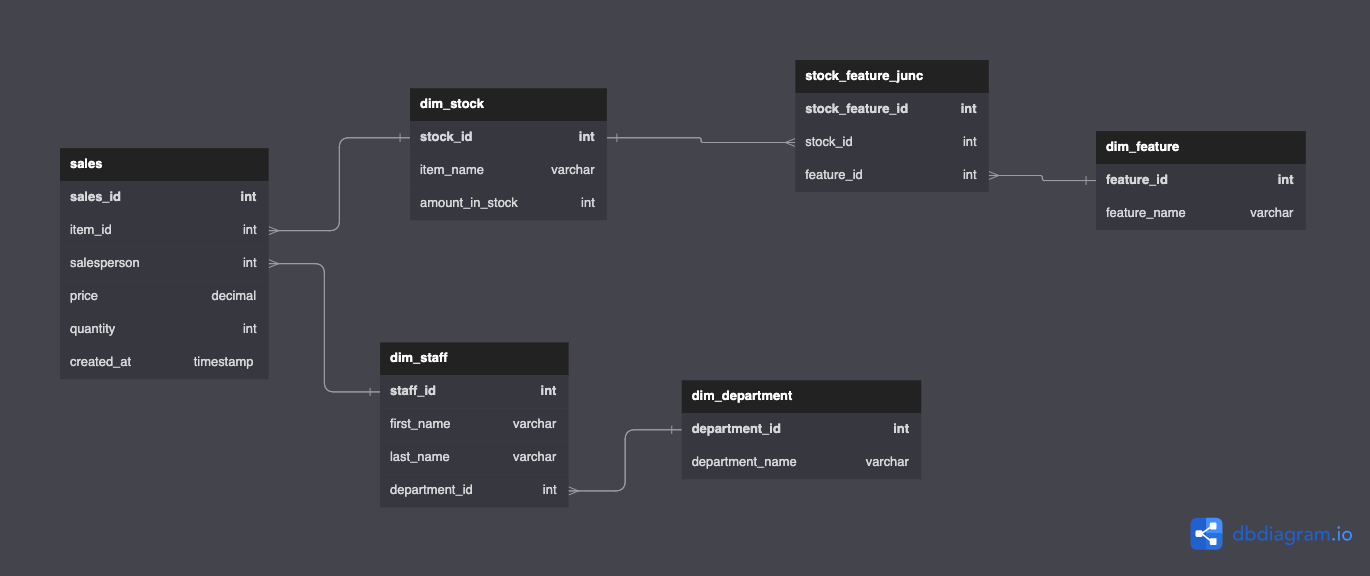 sales
sales_id int
item_id int
salesperson int
price decimal
quantity int
created_at timestamp
dim_stock
stock_id int
item_name varchar
amount_in_stock int
stock_feature_junc
stock_feature_id int
stock_id int
feature_id int
dim_feature
feature_id int
feature_name varchar
dim_staff
staff_id int
first_name varchar
last_name varchar
department_id int
dim_department
department_id int
department_name varchar
dbdiagram.io